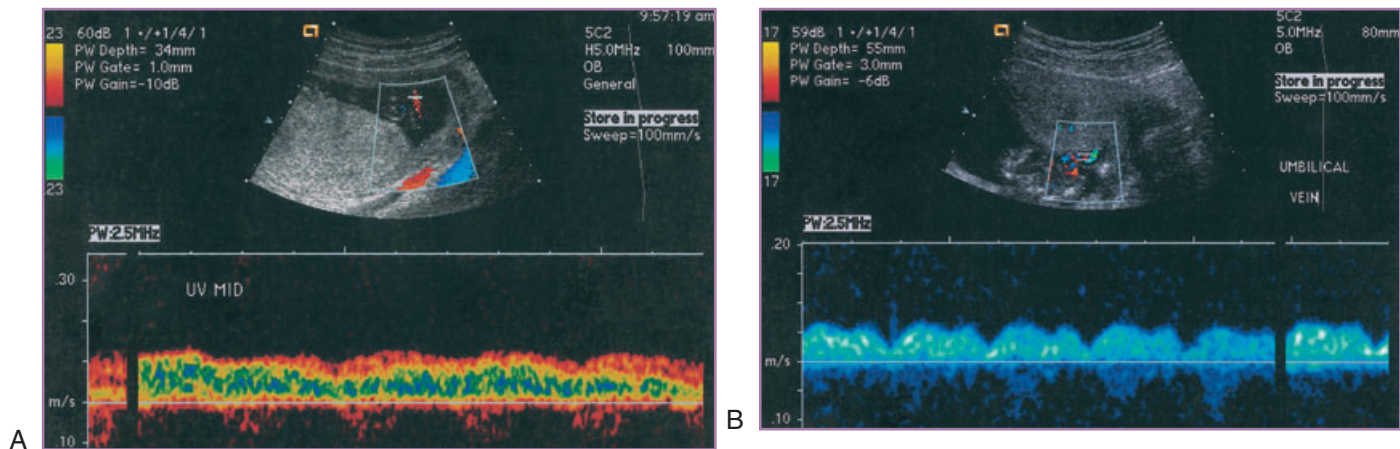 23
60dB 1 •/+1/4/ 1
PW Depth= 34mm
PW Gate= 1.0mm
PW Gain=-10dB
23
9:57:19 am
5C2
H5.0MHz 100mm
OB
General
Store in progress
Sweep=100mm/s
PW:2.5MHz
.30
UV MID
m/s
.10
A
17
59dB 1 •/+1/4/ 1
PW Depth= 55mm
PW Gate= 3.0mm
PW Gain= -6dB
17
5C2
5.0MHz 80mm
OB
Store in progress
Sweep=100mm/s
UMBILICAL
VEIN
PW:2.5MHz
.20
m/s
.10
B